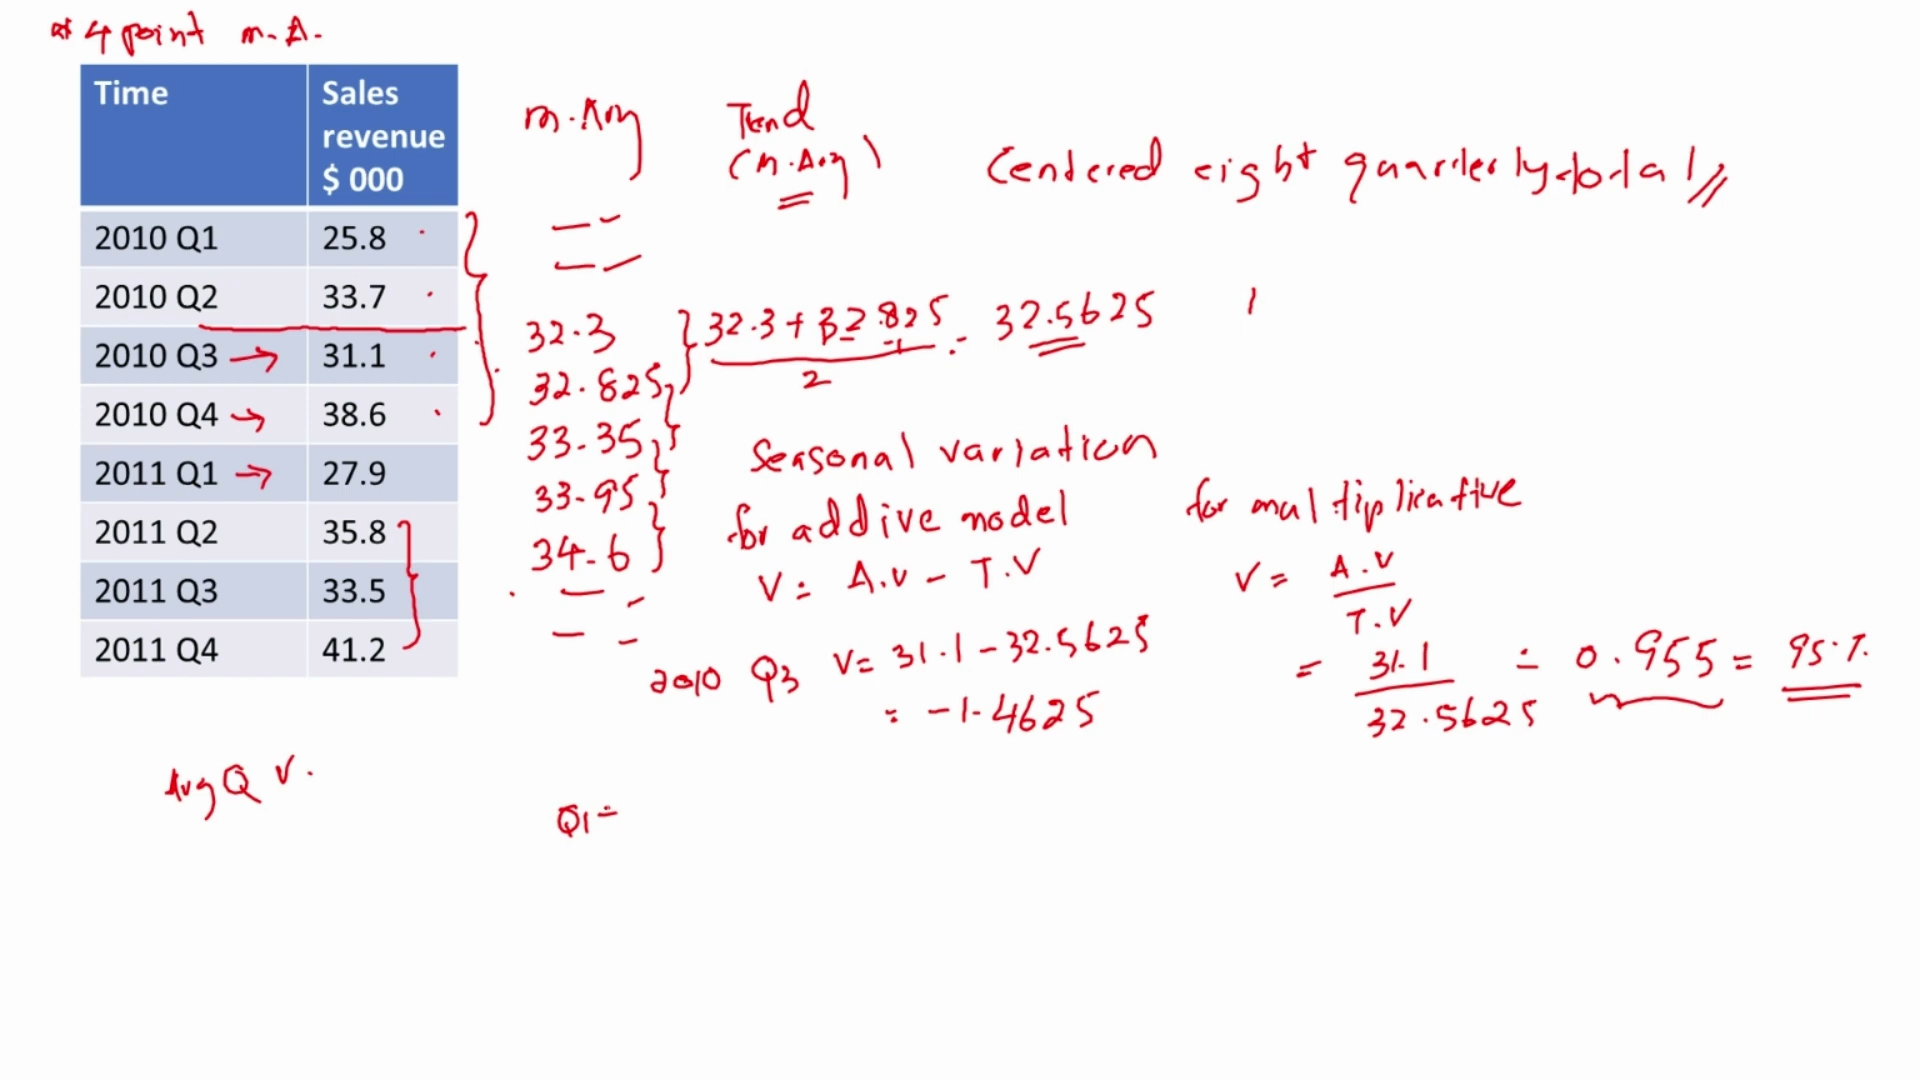 4 point m.A.
Time Sales revenue $ 000
2010 Q1 25.8
2010 Q2 33.7
2010 Q3 → 31.1
2010 Q4 → 38.6
2011 Q1 → 27.9
2011 Q2 35.8
2011 Q3 33.5
2011 Q4 41.2
m.Avg
32.3
32.825
33.35
33.95
34.6
Trend
(m.Avg)
Centered eight quarterly total
32.3 + 32.825
2
= 32.5625
Seasonal variation
for addive model
V = A.V - T.V
2010 Q3 V = 31.1 - 32.5625
= -1.4625
for multiplicative
V = A.V
T.V
= 31.1
32.5625
= 0.955 = 95%
Avg Q V.
Q1 =